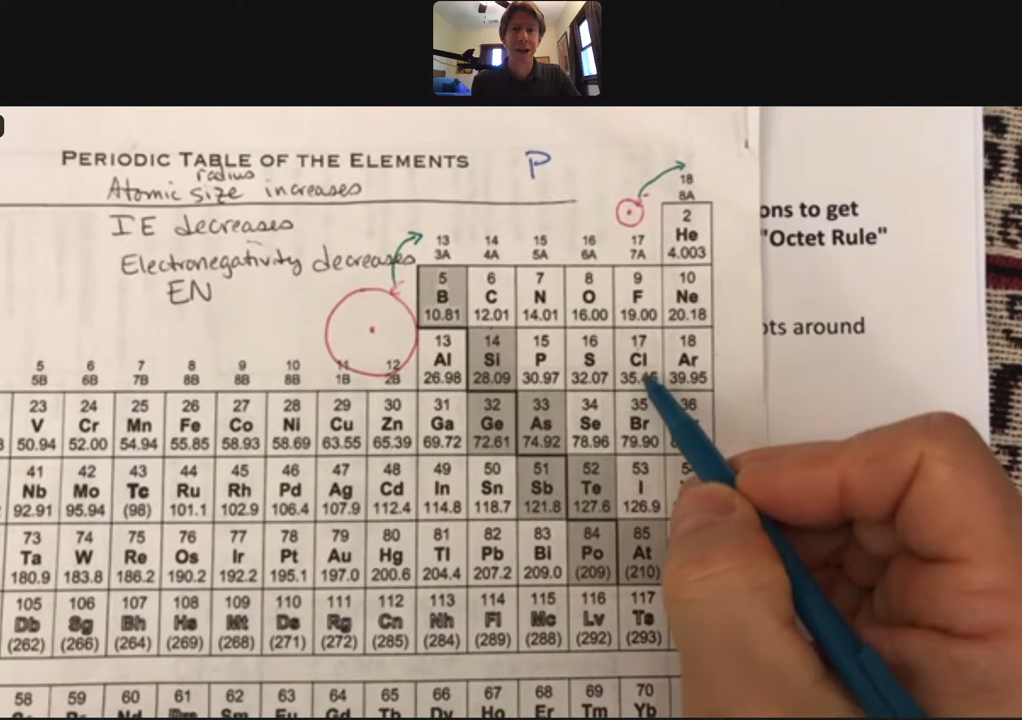 PERIODIC TABLE OF THE ELEMENTS
P
radius
Atomic size increases
IE decreases
Electronegativity decreases
EN
ons to get
"Octet Rule"
ots around
18
8A
2
He
4.003
13 14 15 16 17
3A 4A 5A 6A 7A
5 6 7 8 9 10
B C N O F Ne
10.81 12.01 14.01 16.00 19.00 20.18
13 14 15 16 17 18
Al Si P S Cl Ar
26.98 28.09 30.97 32.07 39.95
5 6 7 8 9 10 11 12
5B 6B 7B 8B 8B 8B 1B 2B
23 24 25 26 27 28 29 30 31 32 33 34 35 36
V Cr Mn Fe Co Ni Cu Zn Ga Ge As Se Br
50.94 52.00 54.94 55.85 58.93 58.69 63.55 65.39 69.72 72.61 74.92 78.96 79.90
41 42 43 44 45 46 47 48 49 50 51 52 53
Nb Mo Tc Ru Rh Pd Ag Cd In Sn Sb Te I
92.91 95.94 (98) 101.1 102.9 106.4 107.9 112.4 114.8 118.7 121.8 127.6 126.9
73 74 75 76 77 78 79 80 81 82 83 84 85
Ta W Re Os Ir Pt Au Hg Tl Pb Bi Po At
180.9 183.8 186.2 190.2 192.2 195.1 197.0 200.6 204.4 207.2 209.0 (209) (210)
105 106 107 108 109 110 111 112 113 114 115 116 117
Db Sg Bh Hs Mt Ds Rg Cn Nh Fl Mc Lv Ts
(262) (266) (264) (269) (268) (271) (272) (285) (284) (289) (288) (292) (293)
58 59 60 61 62 63 64 65 66 67 68 69 70
Ce Pr Nd Pm Sm Eu Gd Tb Dy Ho Er Tm Yb